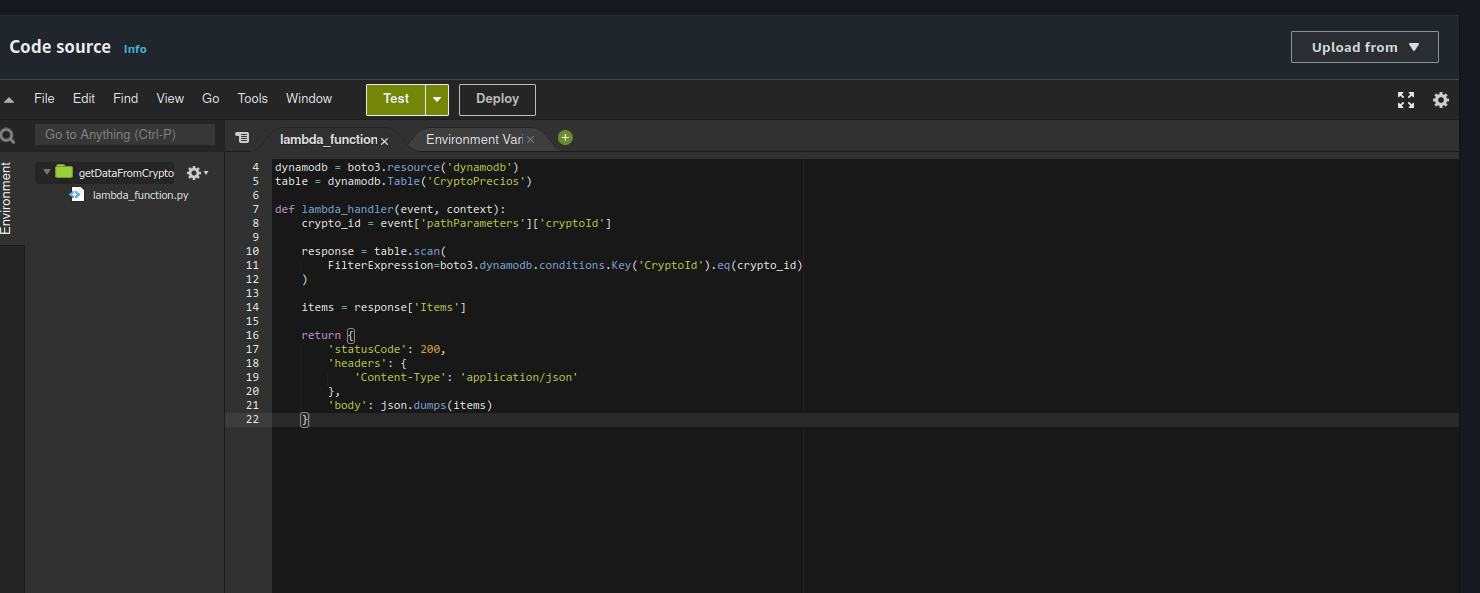 Code source Info
Upload from
File Edit Find View Go Tools Window Test Deploy
Go to Anything (Ctrl-P)
lambda_function
Environment Var
Environment
getDataFromCrypto
lambda_function.py
4 dynamodb = boto3.resource('dynamodb')
5 table = dynamodb.Table('CryptoPrecios')
6
7 def lambda_handler(event, context):
8     crypto_id = event['pathParameters']['cryptoId']
9
10     response = table.scan(
11         FilterExpression=boto3.dynamodb.conditions.Key('CryptoId').eq(crypto_id)
12     )
13
14     items = response['Items']
15
16     return {
17         'statusCode': 200,
18         'headers': {
19             'Content-Type': 'application/json'
20         },
21         'body': json.dumps(items)
22     }